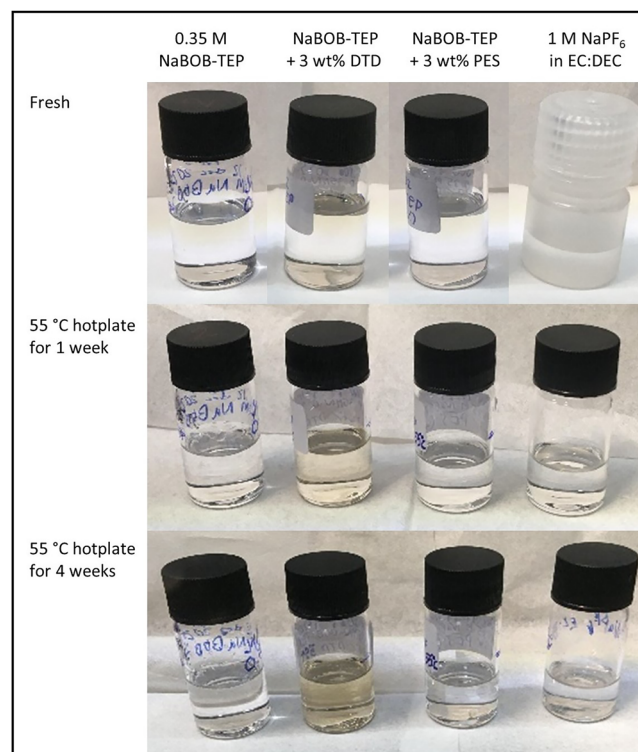 0.35 M
NaBOB-TEP
NaBOB-TEP
+ 3 wt% DTD
NaBOB-TEP
+ 3 wt% PES
1 M NaPF₆
in EC:DEC
Fresh
55 °C hotplate
for 1 week
55 °C hotplate
for 4 weeks